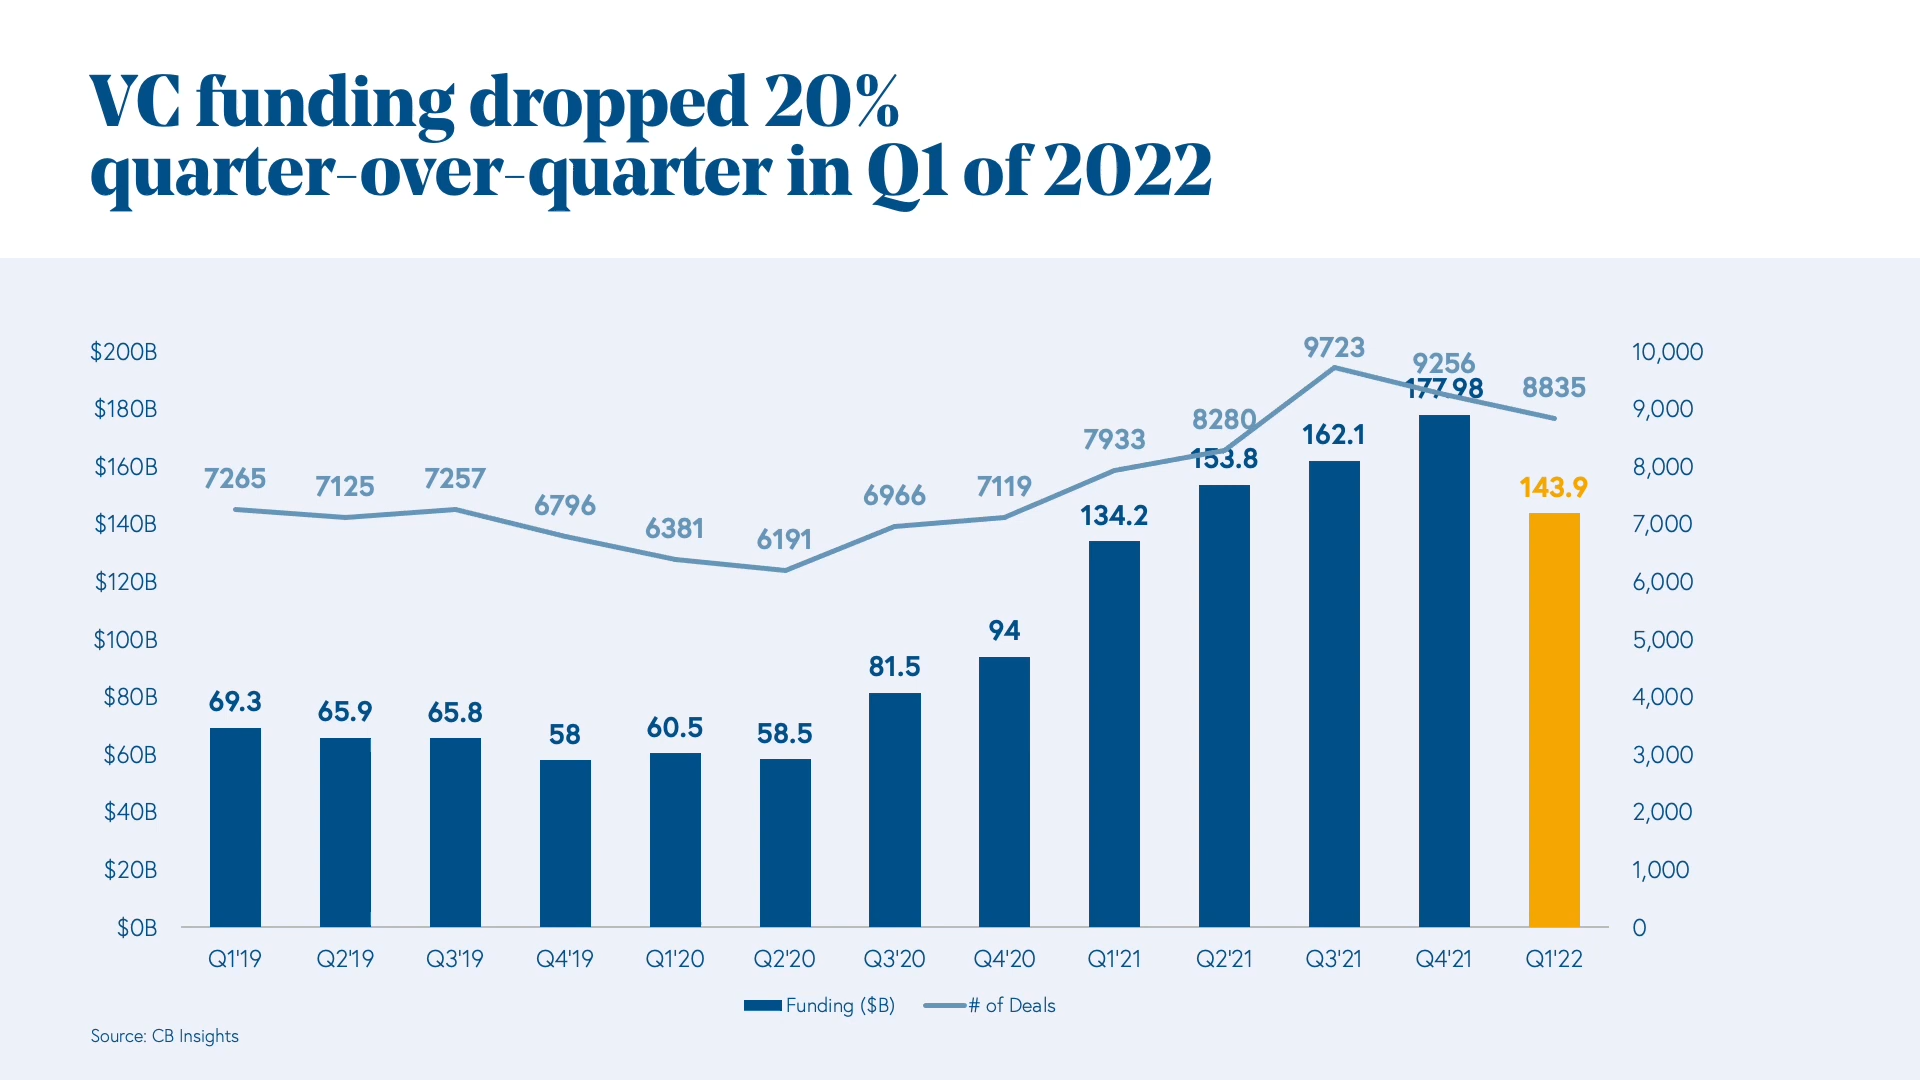 VC funding dropped 20%
quarter-over-quarter in Q1 of 2022
$200B
$180B
$160B
$140B
$120B
$100B
$80B
$60B
$40B
$20B
$0B
7265
7125
7257
6796
6381
6191
6966
7119
7933
8280
9723
9256
8835
69.3
65.9
65.8
58
60.5
58.5
81.5
94
134.2
153.8
162.1
177.98
143.9
10,000
9,000
8,000
7,000
6,000
5,000
4,000
3,000
2,000
1,000
0
Q1'19 Q2'19 Q3'19 Q4'19 Q1'20 Q2'20 Q3'20 Q4'20 Q1'21 Q2'21 Q3'21 Q4'21 Q1'22
Funding ($B) # of Deals
Source: CB Insights